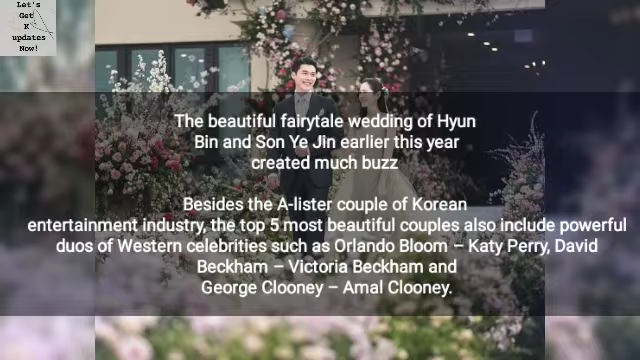 Let's
Get
K
updates
Now!
The beautiful fairytale wedding of Hyun
Bin and Son Ye Jin earlier this year
created much buzz
Besides the A-lister couple of Korean
entertainment industry, the top 5 most beautiful couples also include powerful
duos of Western celebrities such as Orlando Bloom – Katy Perry, David
Beckham – Victoria Beckham and
George Clooney – Amal Clooney.